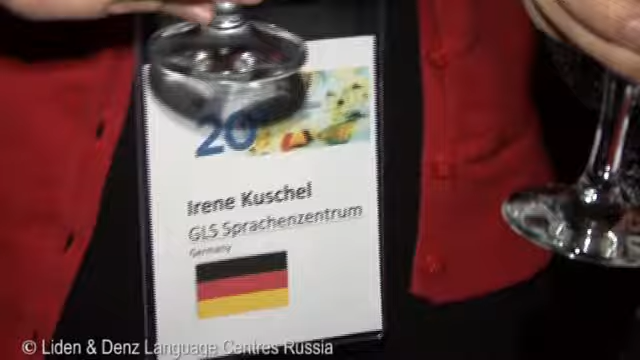 20
Irene Kuschel
GLS Sprachenzentrum
Germany
© Liden & Denz Language Centres Russia